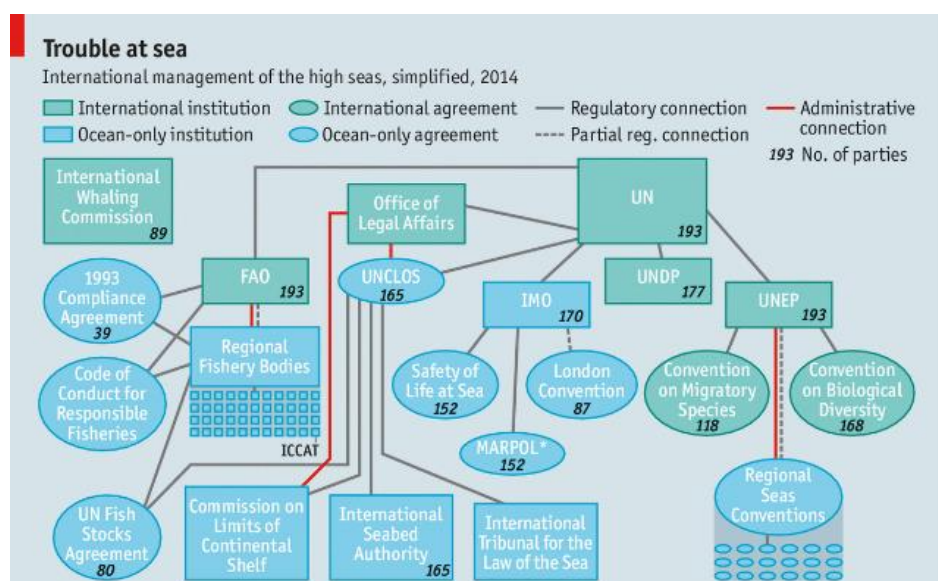 Trouble at sea
International management of the high seas, simplified, 2014
International institution
International agreement
Regulatory connection
Administrative
connection
Ocean-only institution
Ocean-only agreement
Partial reg. connection
193 No. of parties
International
Whaling
Commission
89
Office of
Legal Affairs
UN
193
1993
Compliance
Agreement
39
FAO
193
UNCLOS
165
IMO
170
UNDP
177
UNEP
193
Regional
Fishery Bodies
Code of
Conduct for
Responsible
Fisheries
Safety of
Life at Sea
152
London
Convention
87
Convention
on Migratory
Species
118
Convention
on Biological
Diversity
168
ICCAT
MARPOL*
152
UN Fish
Stocks
Agreement
80
Commission on
Limits of
Continental
Shelf
International
Seabed
Authority
165
International
Tribunal for the
Law of the Sea
Regional
Seas
Conventions